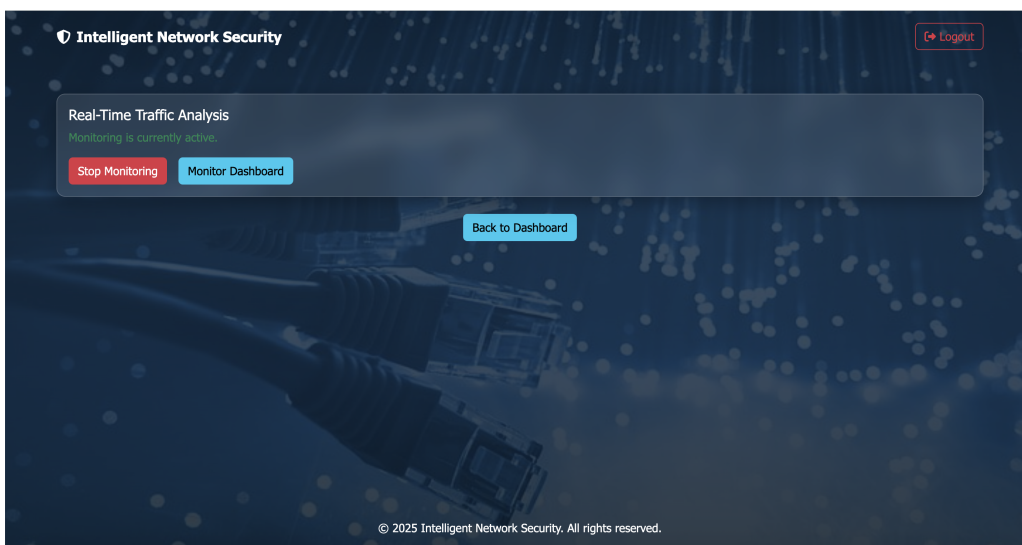 Intelligent Network Security
Logout
Real-Time Traffic Analysis
Monitoring is currently active.
Stop Monitoring
Monitor Dashboard
Back to Dashboard
© 2025 Intelligent Network Security. All rights reserved.